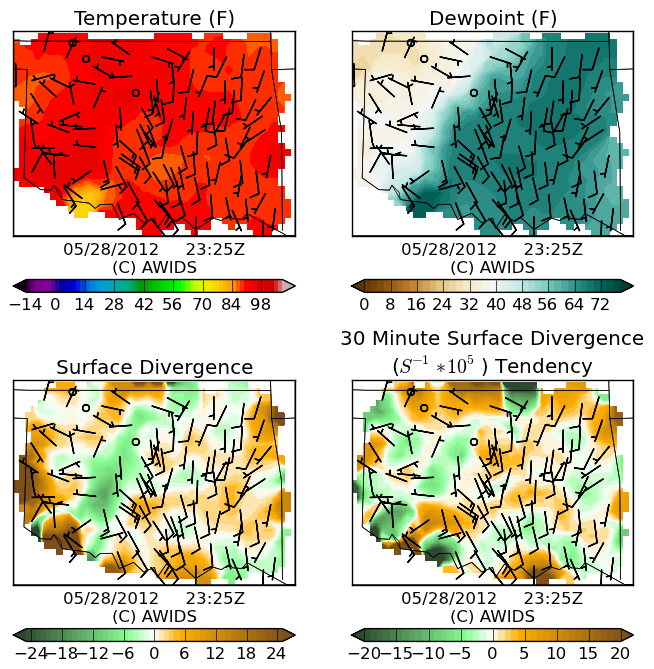 Temperature (F)
05/28/2012 23:25Z
(C) AWIDS
−14 0 14 28 42 56 70 84 98
Dewpoint (F)
05/28/2012 23:25Z
(C) AWIDS
0 8 16 24 32 40 48 56 64 72
Surface Divergence
05/28/2012 23:25Z
(C) AWIDS
−24 −18 −12 −6 0 6 12 18 24
30 Minute Surface Divergence
(S⁻¹ *10⁵ ) Tendency
05/28/2012 23:25Z
(C) AWIDS
−20 −15 −10 −5 0 5 10 15 20